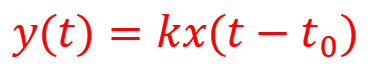 y(t) = kx(t − t₀)